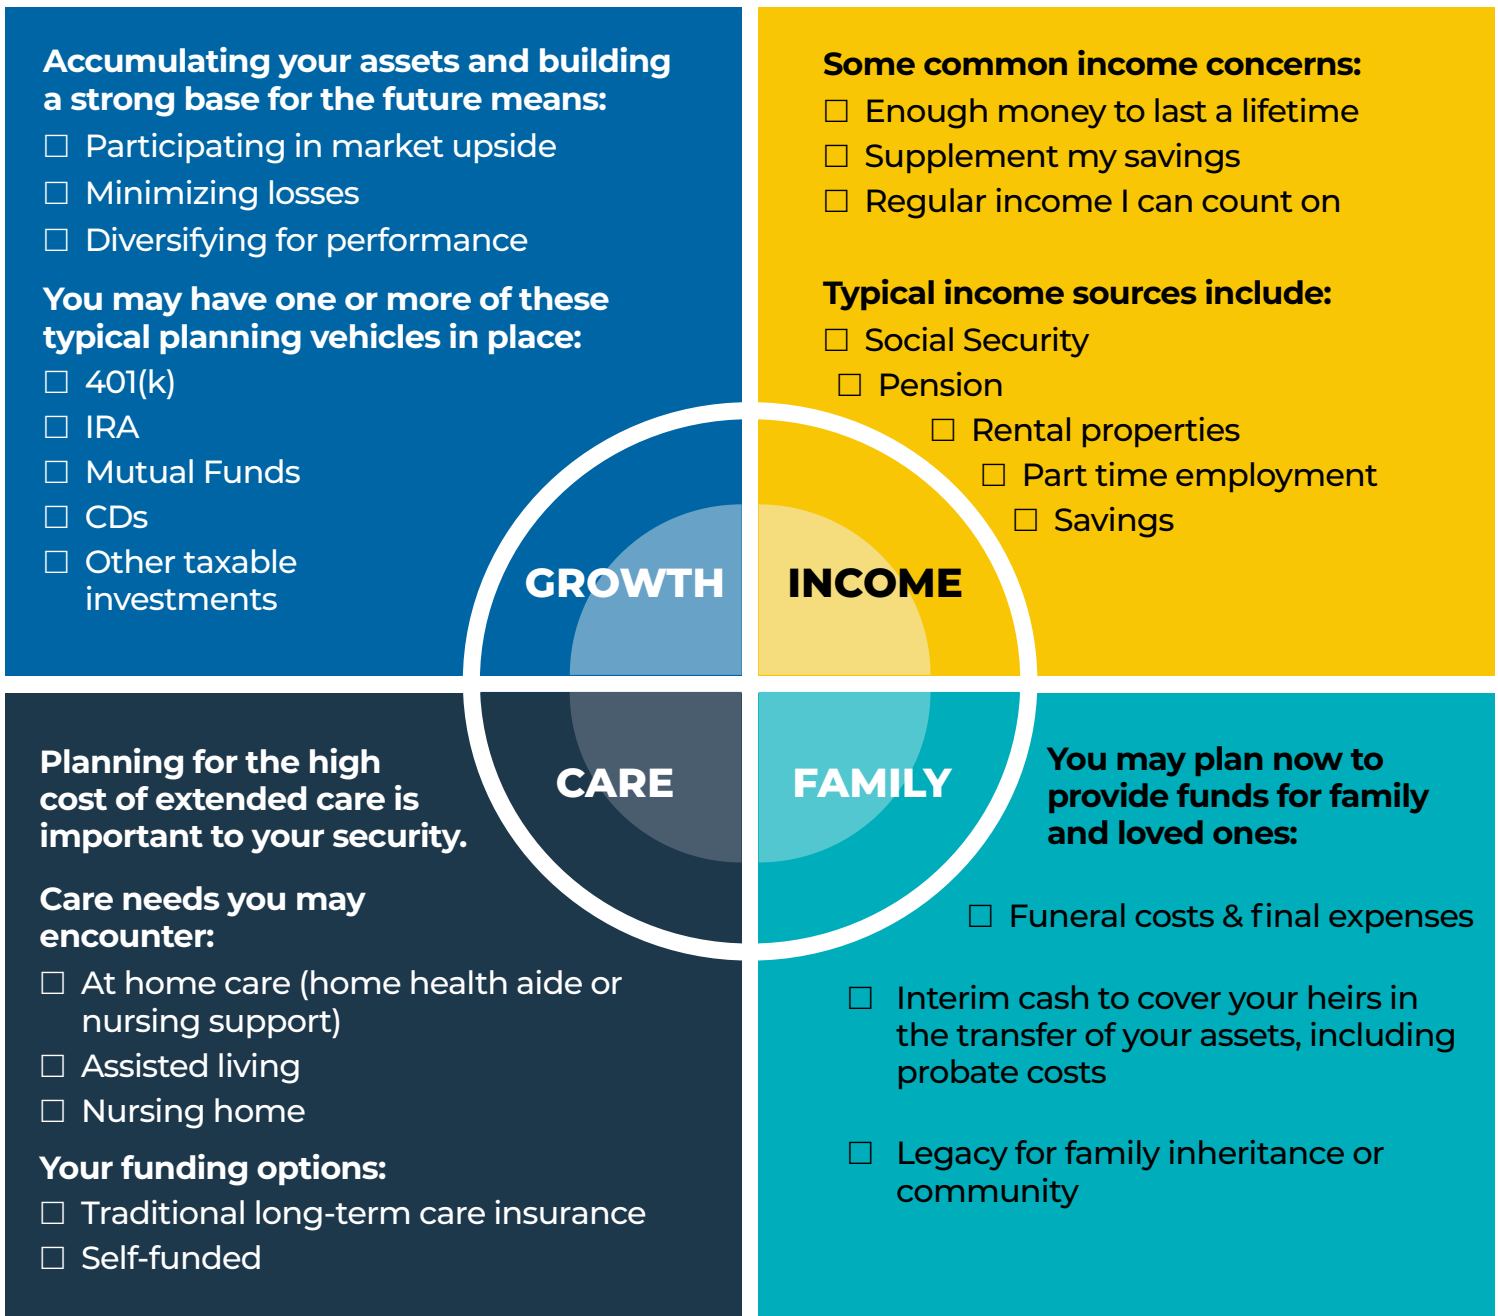 Accumulating your assets and building
a strong base for the future means:
☐ Participating in market upside
☐ Minimizing losses
☐ Diversifying for performance
You may have one or more of these
typical planning vehicles in place:
☐ 401(k)
☐ IRA
☐ Mutual Funds
☐ CDs
☐ Other taxable
investments
GROWTH
Some common income concerns:
☐ Enough money to last a lifetime
☐ Supplement my savings
☐ Regular income I can count on
Typical income sources include:
☐ Social Security
☐ Pension
☐ Rental properties
☐ Part time employment
☐ Savings
INCOME
Planning for the high
cost of extended care is
important to your security.
CARE
Care needs you may
encounter:
☐ At home care (home health aide or
nursing support)
☐ Assisted living
☐ Nursing home
Your funding options:
☐ Traditional long-term care insurance
☐ Self-funded
FAMILY
You may plan now to
provide funds for family
and loved ones:
☐ Funeral costs & final expenses
☐ Interim cash to cover your heirs in
the transfer of your assets, including
probate costs
☐ Legacy for family inheritance or
community